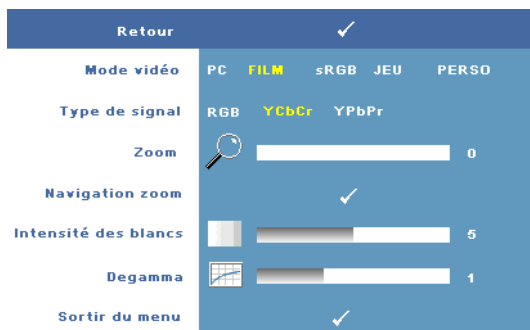 Retour
Mode vidéo PC FILM sRGB JEU PERSO
Type de signal RGB YCbCr YPbPr
Zoom 0
Navigation zoom
Intensité des blancs 5
Degamma 1
Sortir du menu